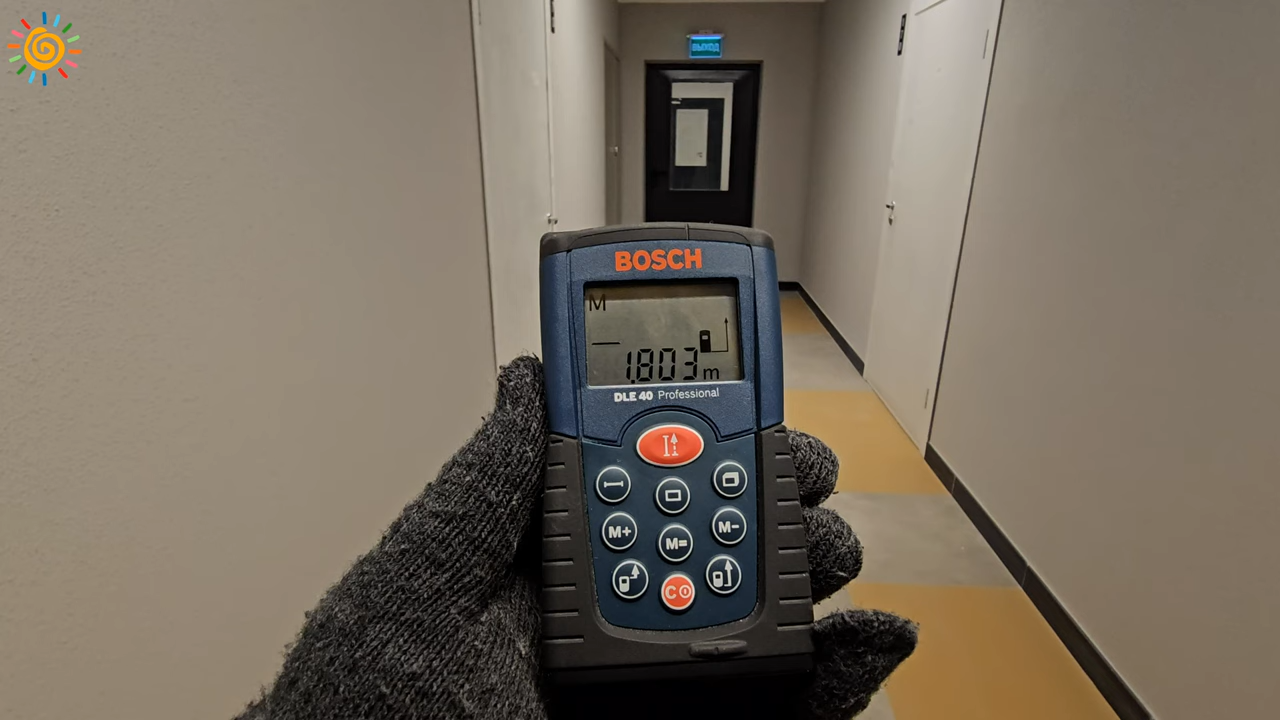 ВЫХОД
BOSCH
M
1.803 m
DLE 40 Professional
M+
M=
M-
C